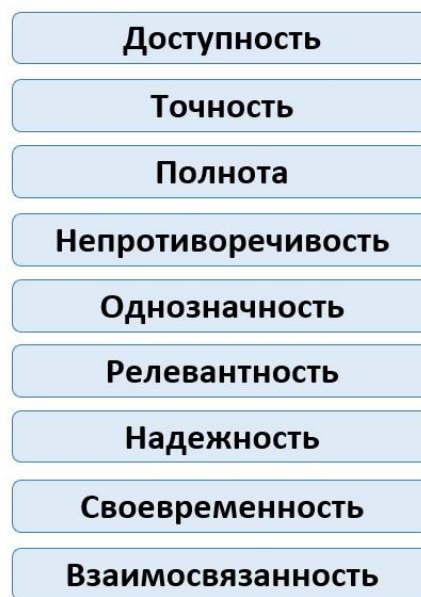 Доступность
Точность
Полнота
Непротиворечивость
Однозначность
Релевантность
Надежность
Своевременность
Взаимосвязанность